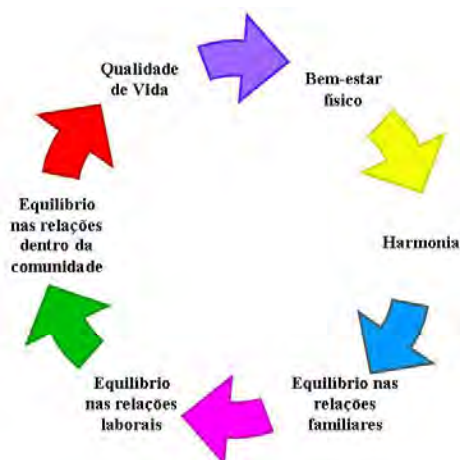 Qualidade
de Vida
Bem-estar
físico
Harmonia
Equilíbrio nas
relações
familiares
Equilíbrio
nas relações
laborais
Equilíbrio
nas relações
dentro da
comunidade